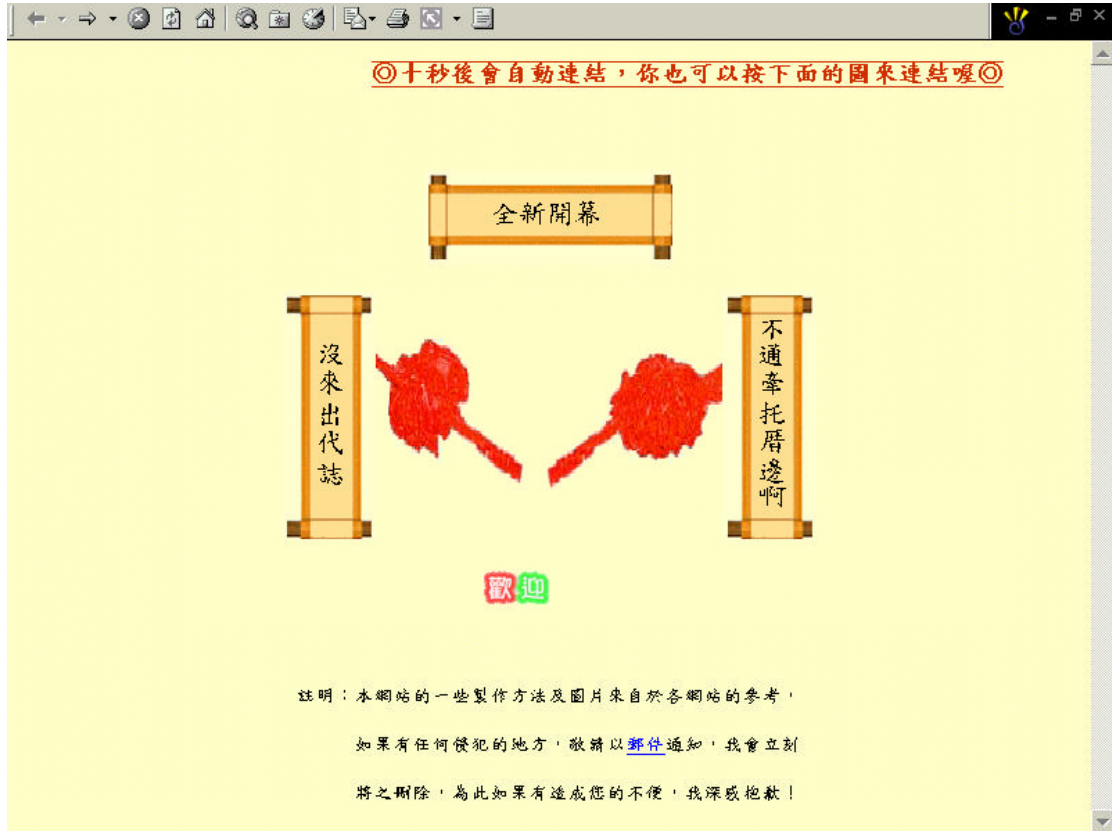 ◎十秒後會自動連結，你也可以按下面的圖來連結喔◎
全新開幕
沒來出代誌
不通牽托厝邊啊
歡迎
註明：本網站的一些製作方法及圖片來自於各網站的參考，
如果有任何侵犯的地方，敬請以郵件通知，我會立刻
將之刪除，為此如果有造成您的不便，我深感抱歉！